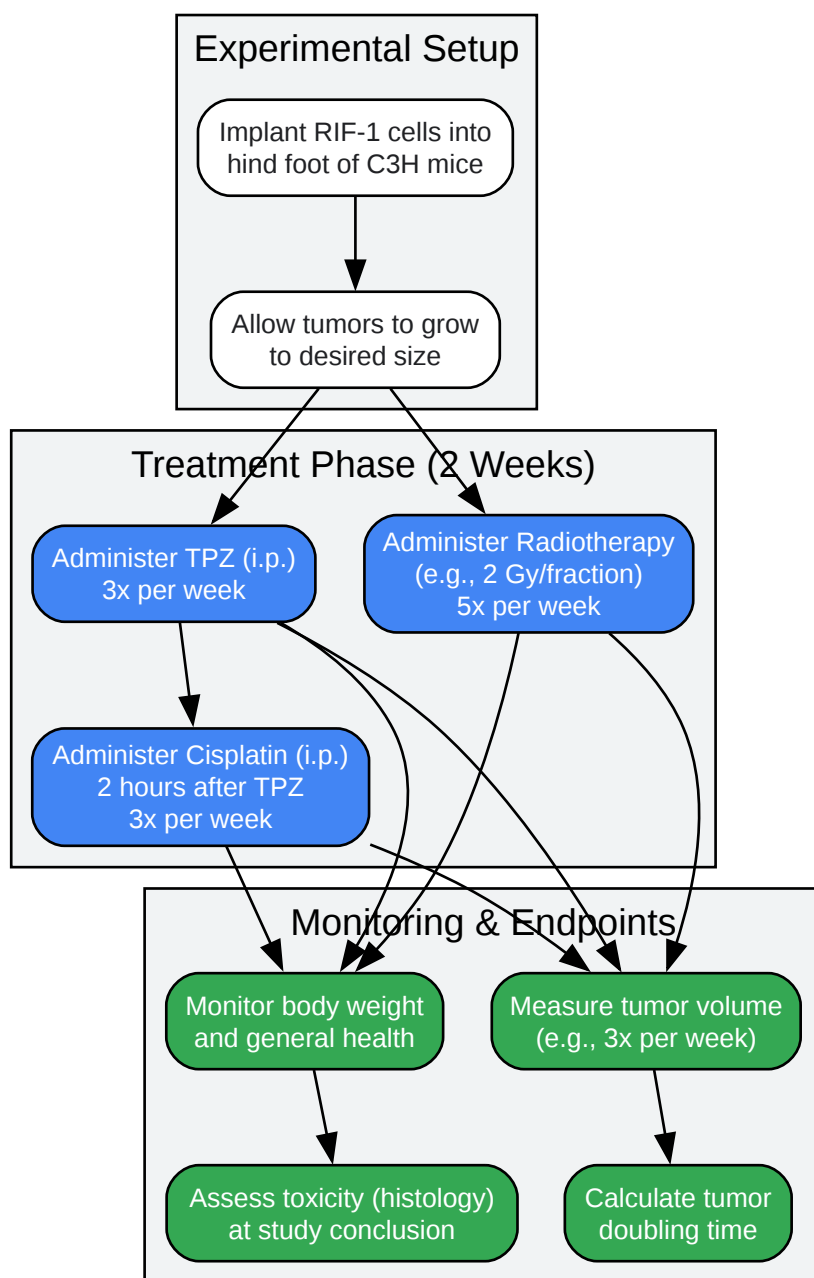 Experimental Setup
Implant RIF-1 cells into
hind foot of C3H mice
Allow tumors to grow
to desired size
Treatment Phase (2 Weeks)
Administer TPZ (i.p.)
3x per week
Administer Radiotherapy
(e.g., 2 Gy/fraction)
5x per week
Administer Cisplatin (i.p.)
2 hours after TPZ
3x per week
Monitoring & Endpoints
Monitor body weight
and general health
Measure tumor volume
(e.g., 3x per week)
Assess toxicity (histology)
at study conclusion
Calculate tumor
doubling time